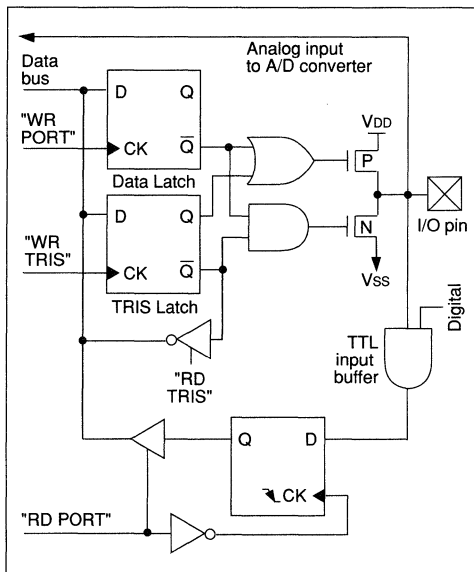 Analog input
to A/D converter
Data
bus
D Q
"WR
PORT"
CK Q
Data Latch
VDD
P
D Q
N
I/O pin
"WR
TRIS"
CK Q
TRIS Latch
VSS
Digital
TTL
input
buffer
"RD
TRIS"
Q D
CK
"RD PORT"